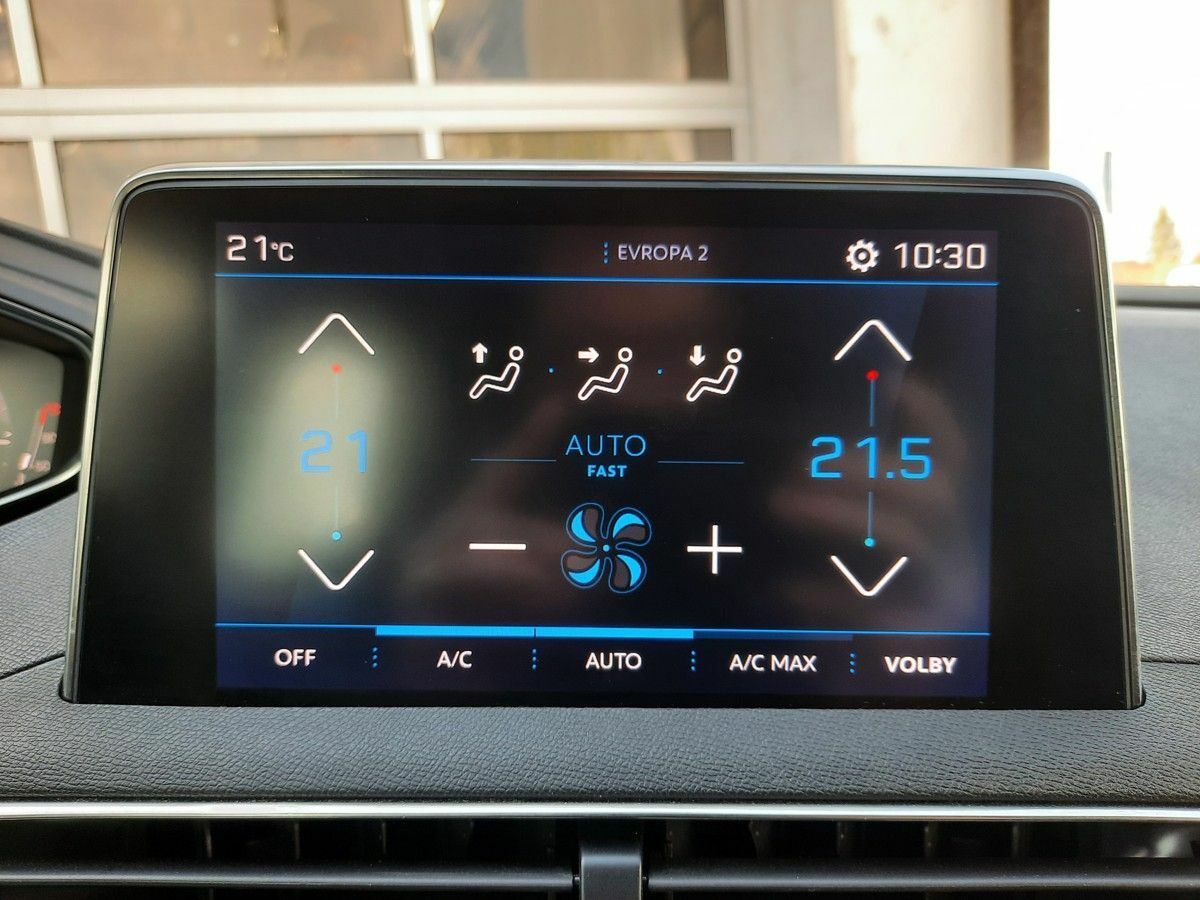 21°C
EVROPA 2
10:30
21
AUTO
FAST
21.5
OFF
A/C
AUTO
A/C MAX
VOLBY